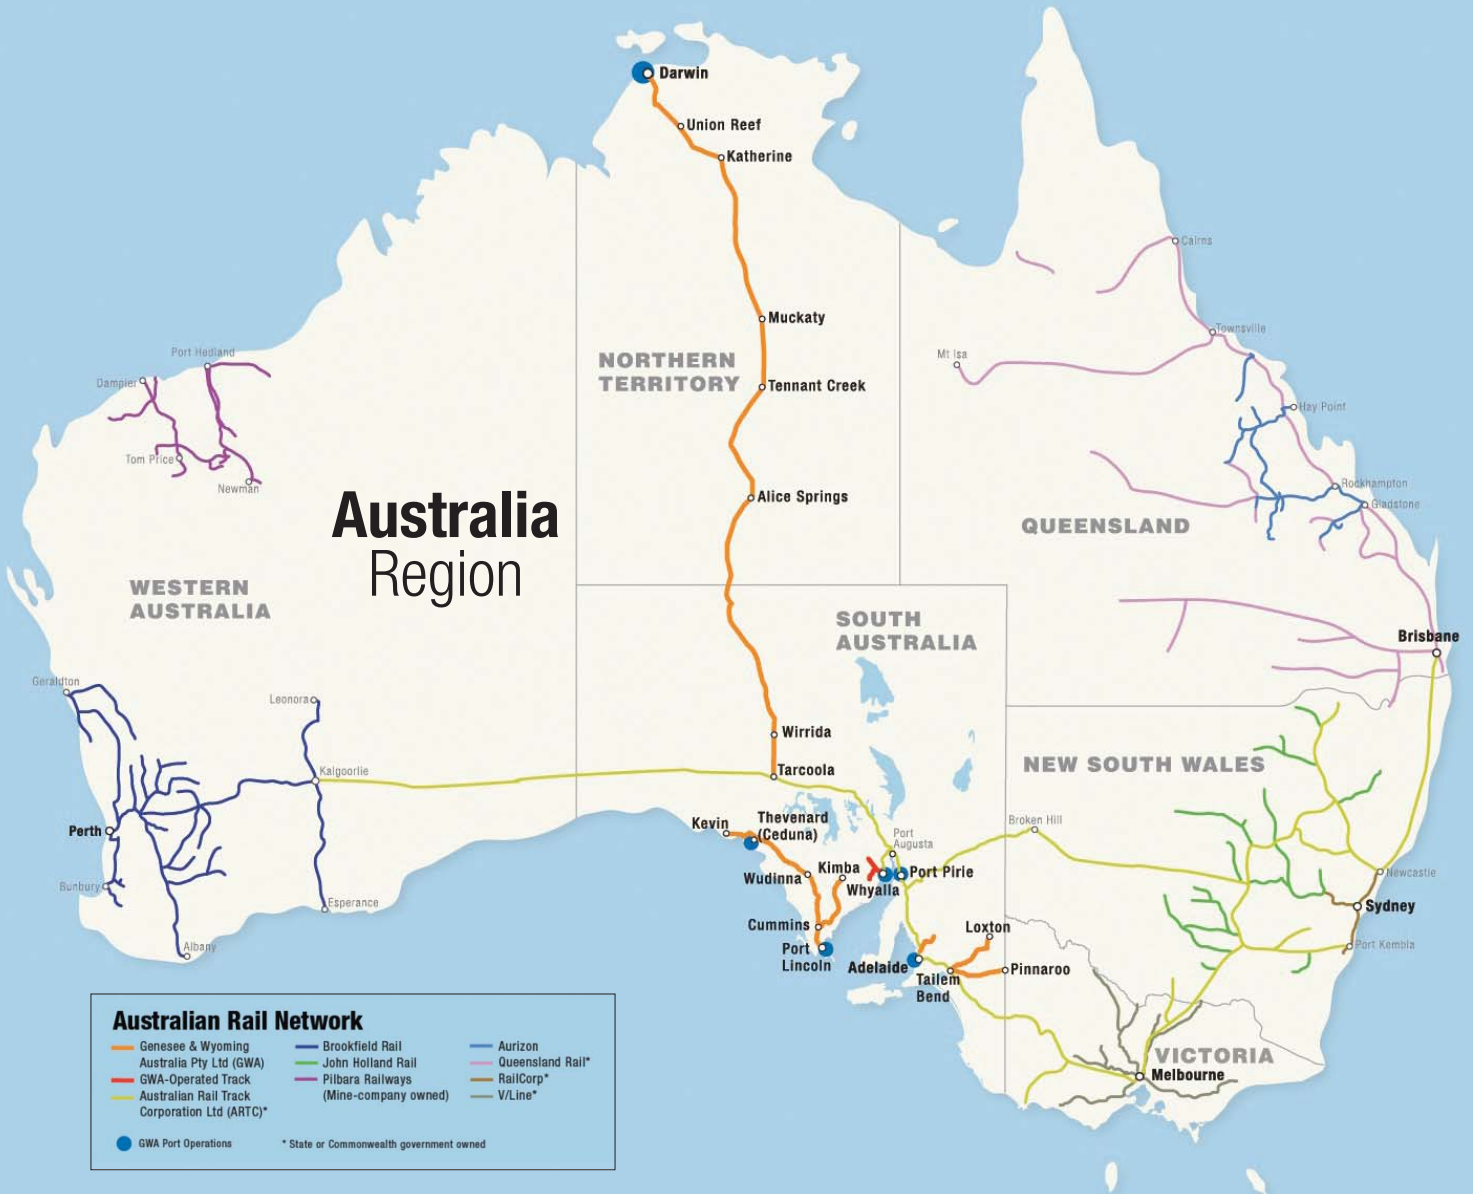 Darwin
Union Reef
Katherine
Cairns
Muckaty
Townsville
Port Hedland
NORTHERN
TERRITORY
Mt Isa
Dampier
Tennant Creek
Hay Point
Tom Price
Newman
Rockhampton
Alice Springs
Gladstone
Australia
Region
QUEENSLAND
WESTERN
AUSTRALIA
SOUTH
AUSTRALIA
Brisbane
Geraldton
Leonora
Wirrida
Kalgoorlie
Tarcoola
NEW SOUTH WALES
Perth
Kevin
Thevenard
(Ceduna)
Broken Hill
Port
Augusta
Kimba
Wudinna
Whyalla
Port Pirie
Newcastle
Bunbury
Esperance
Sydney
Cummins
Loxton
Port
Lincoln
Port Kembla
Albany
Adelaide
Tailem
Bend
Pinnaroo
VICTORIA
Melbourne
Australian Rail Network
Genesee & Wyoming
Australia Pty Ltd (GWA)
GWA-Operated Track
Australian Rail Track
Corporation Ltd (ARTC)*
Brookfield Rail
John Holland Rail
Pilbara Railways
(Mine-company owned)
Aurizon
Queensland Rail*
RailCorp*
V/Line*
GWA Port Operations
* State or Commonwealth government owned